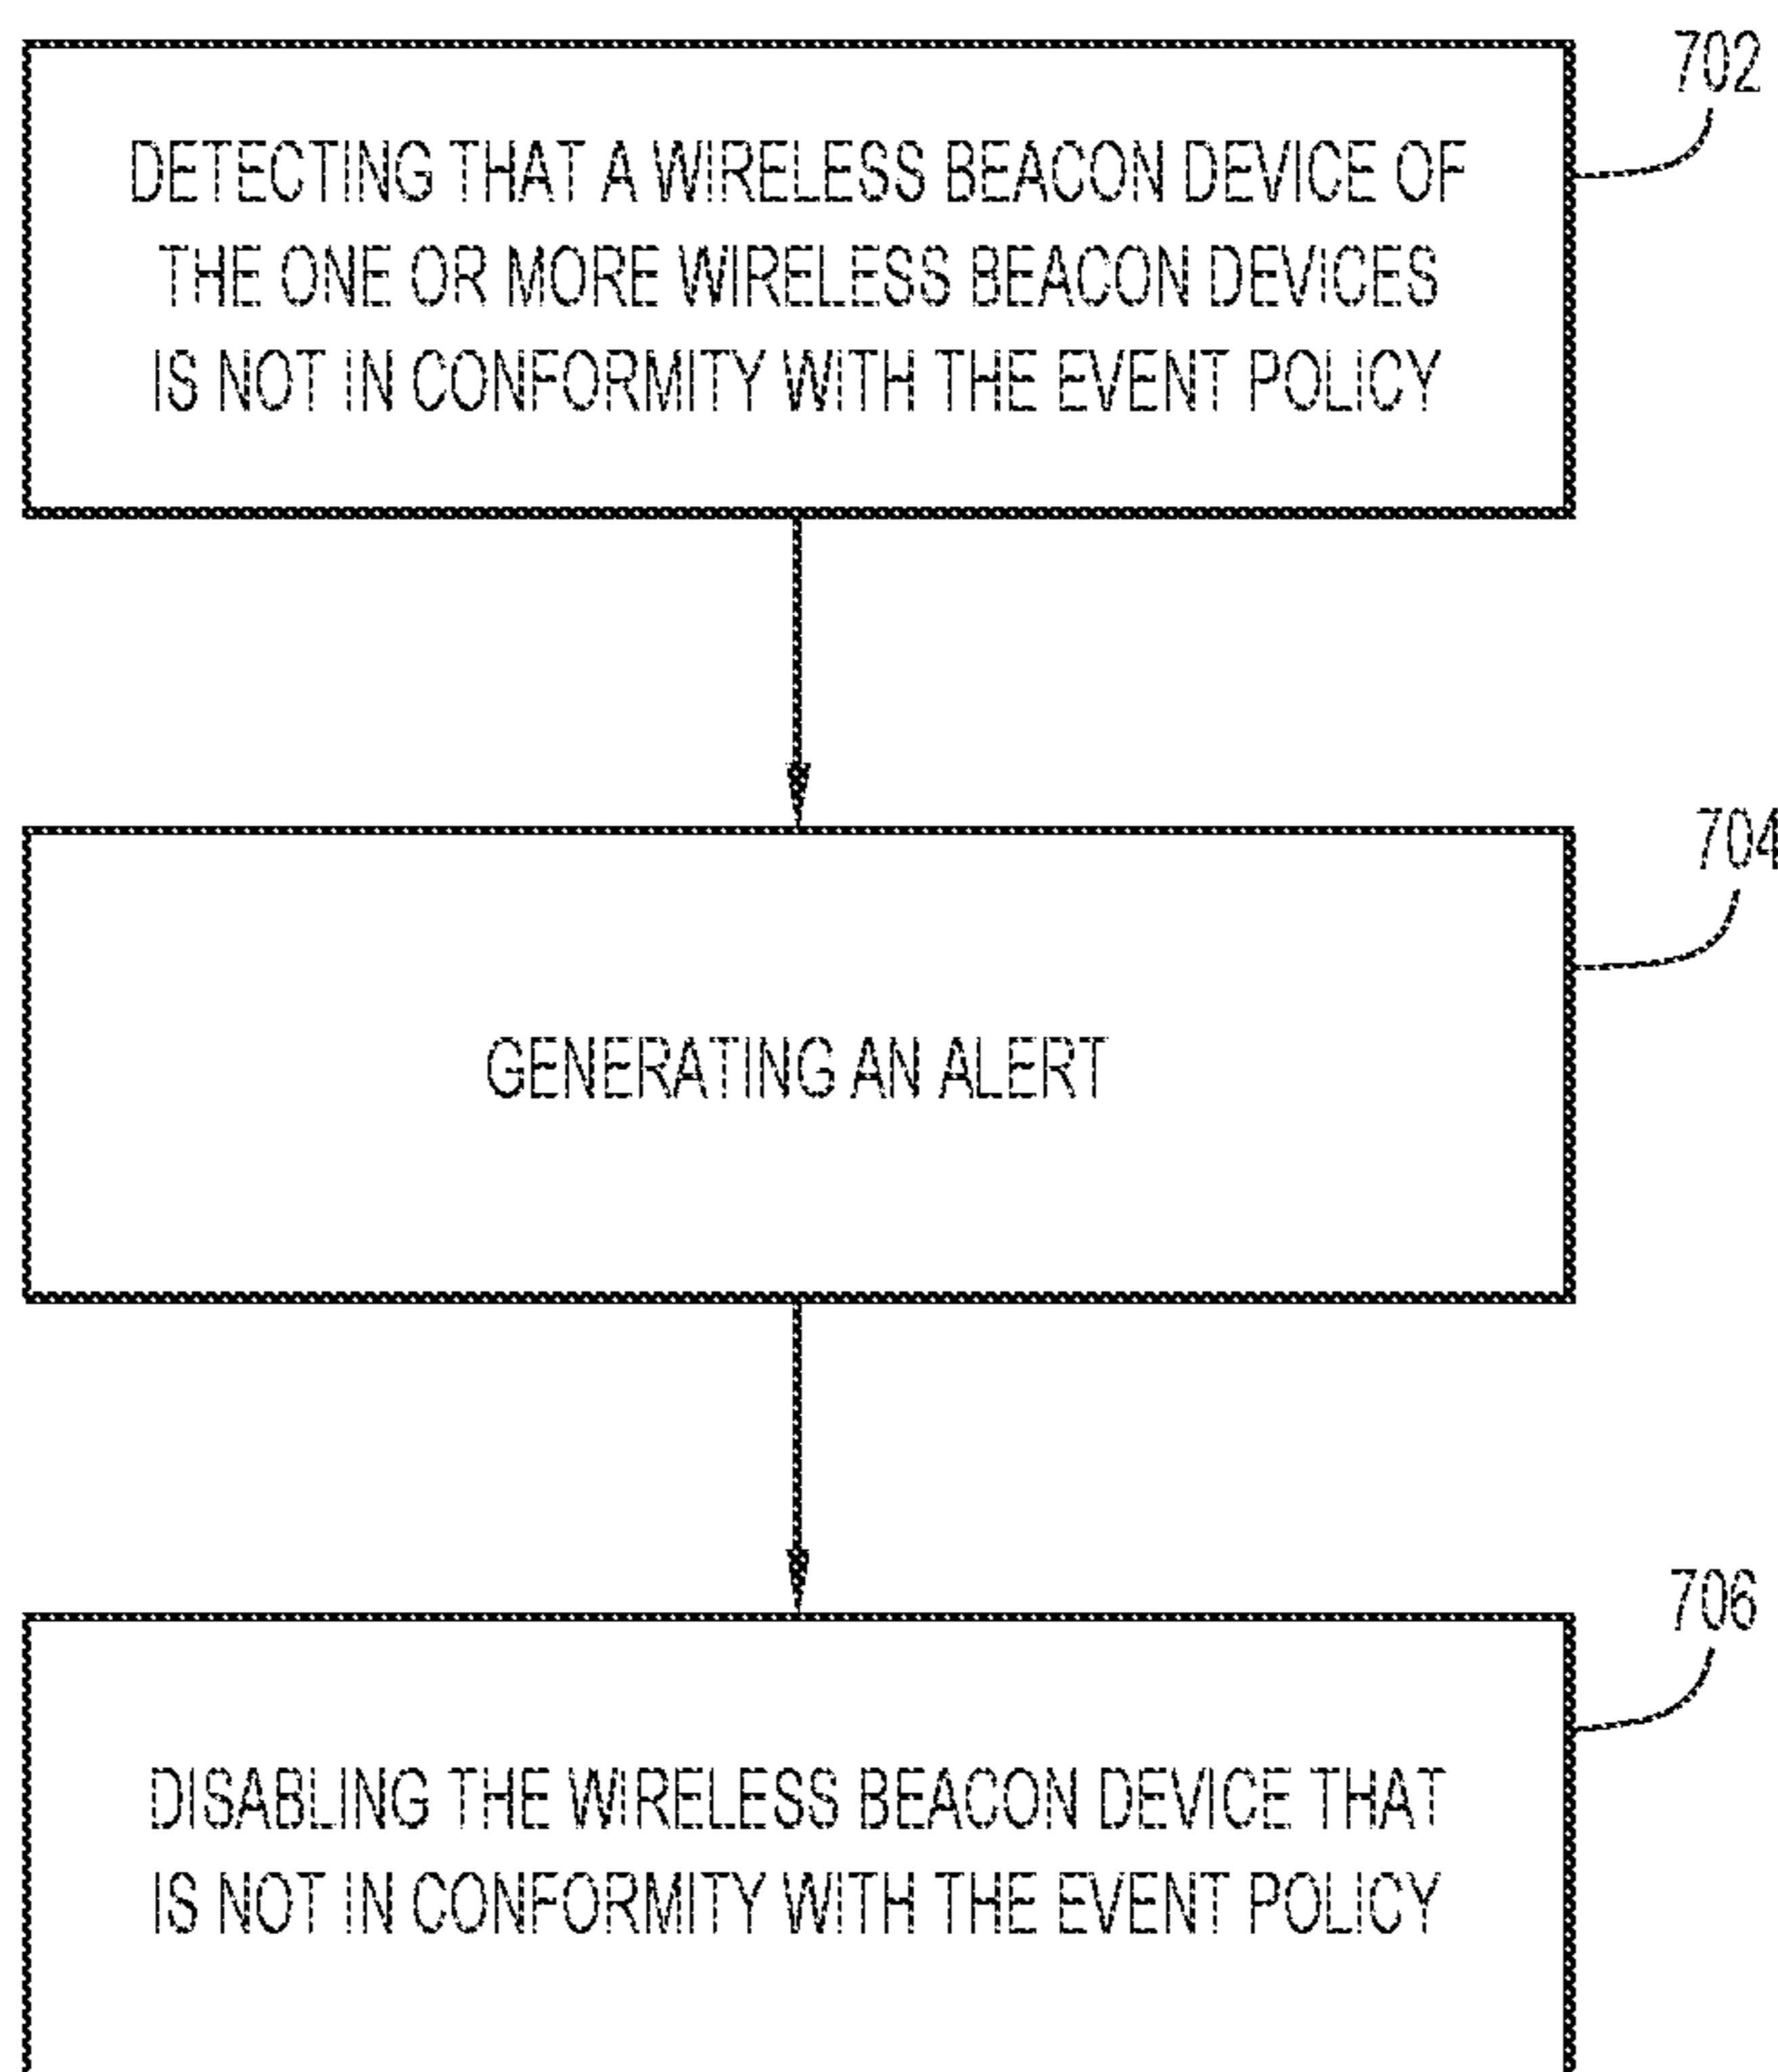 702
DETECTING THAT A WIRELESS BEACON DEVICE OF
THE ONE OR MORE WIRELESS BEACON DEVICES
IS NOT IN CONFORMITY WITH THE EVENT POLICY
704
GENERATING AN ALERT
706
DISABLING THE WIRELESS BEACON DEVICE THAT
IS NOT IN CONFORMITY WITH THE EVENT POLICY